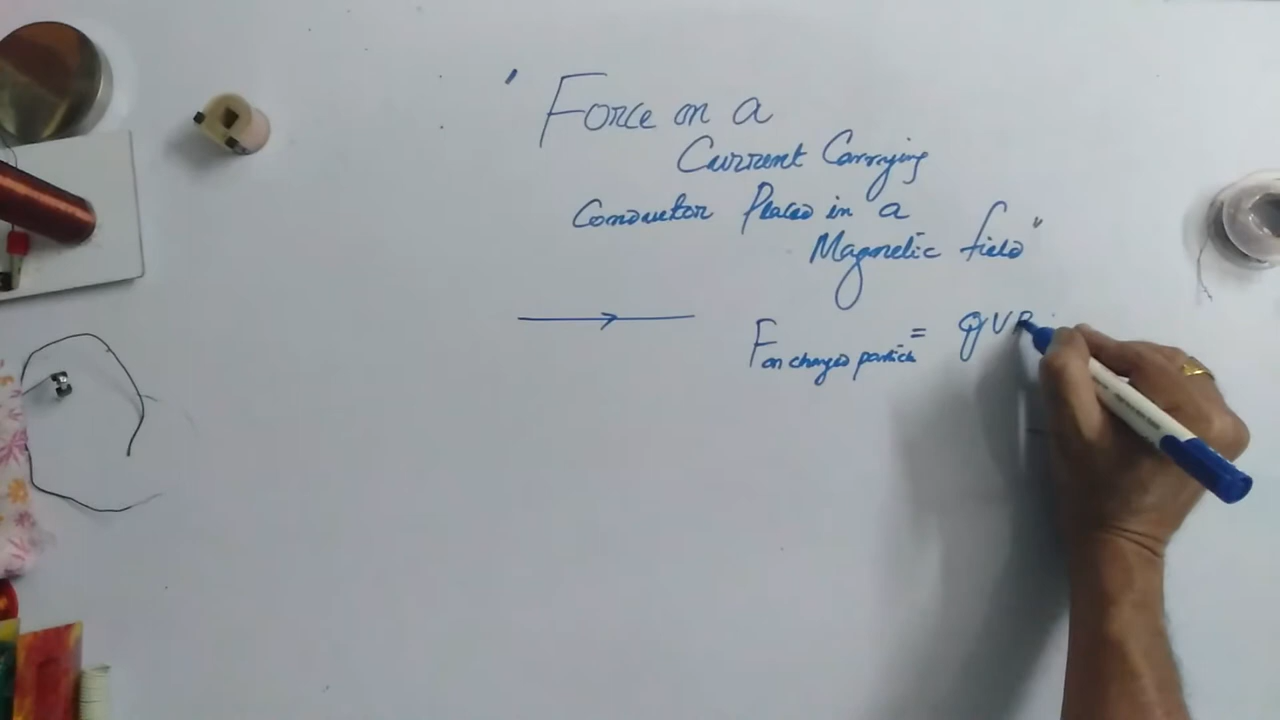 "Force on a
Current Carrying
Conductor Placed in a
Magnetic field"
F on charged particle = qVB